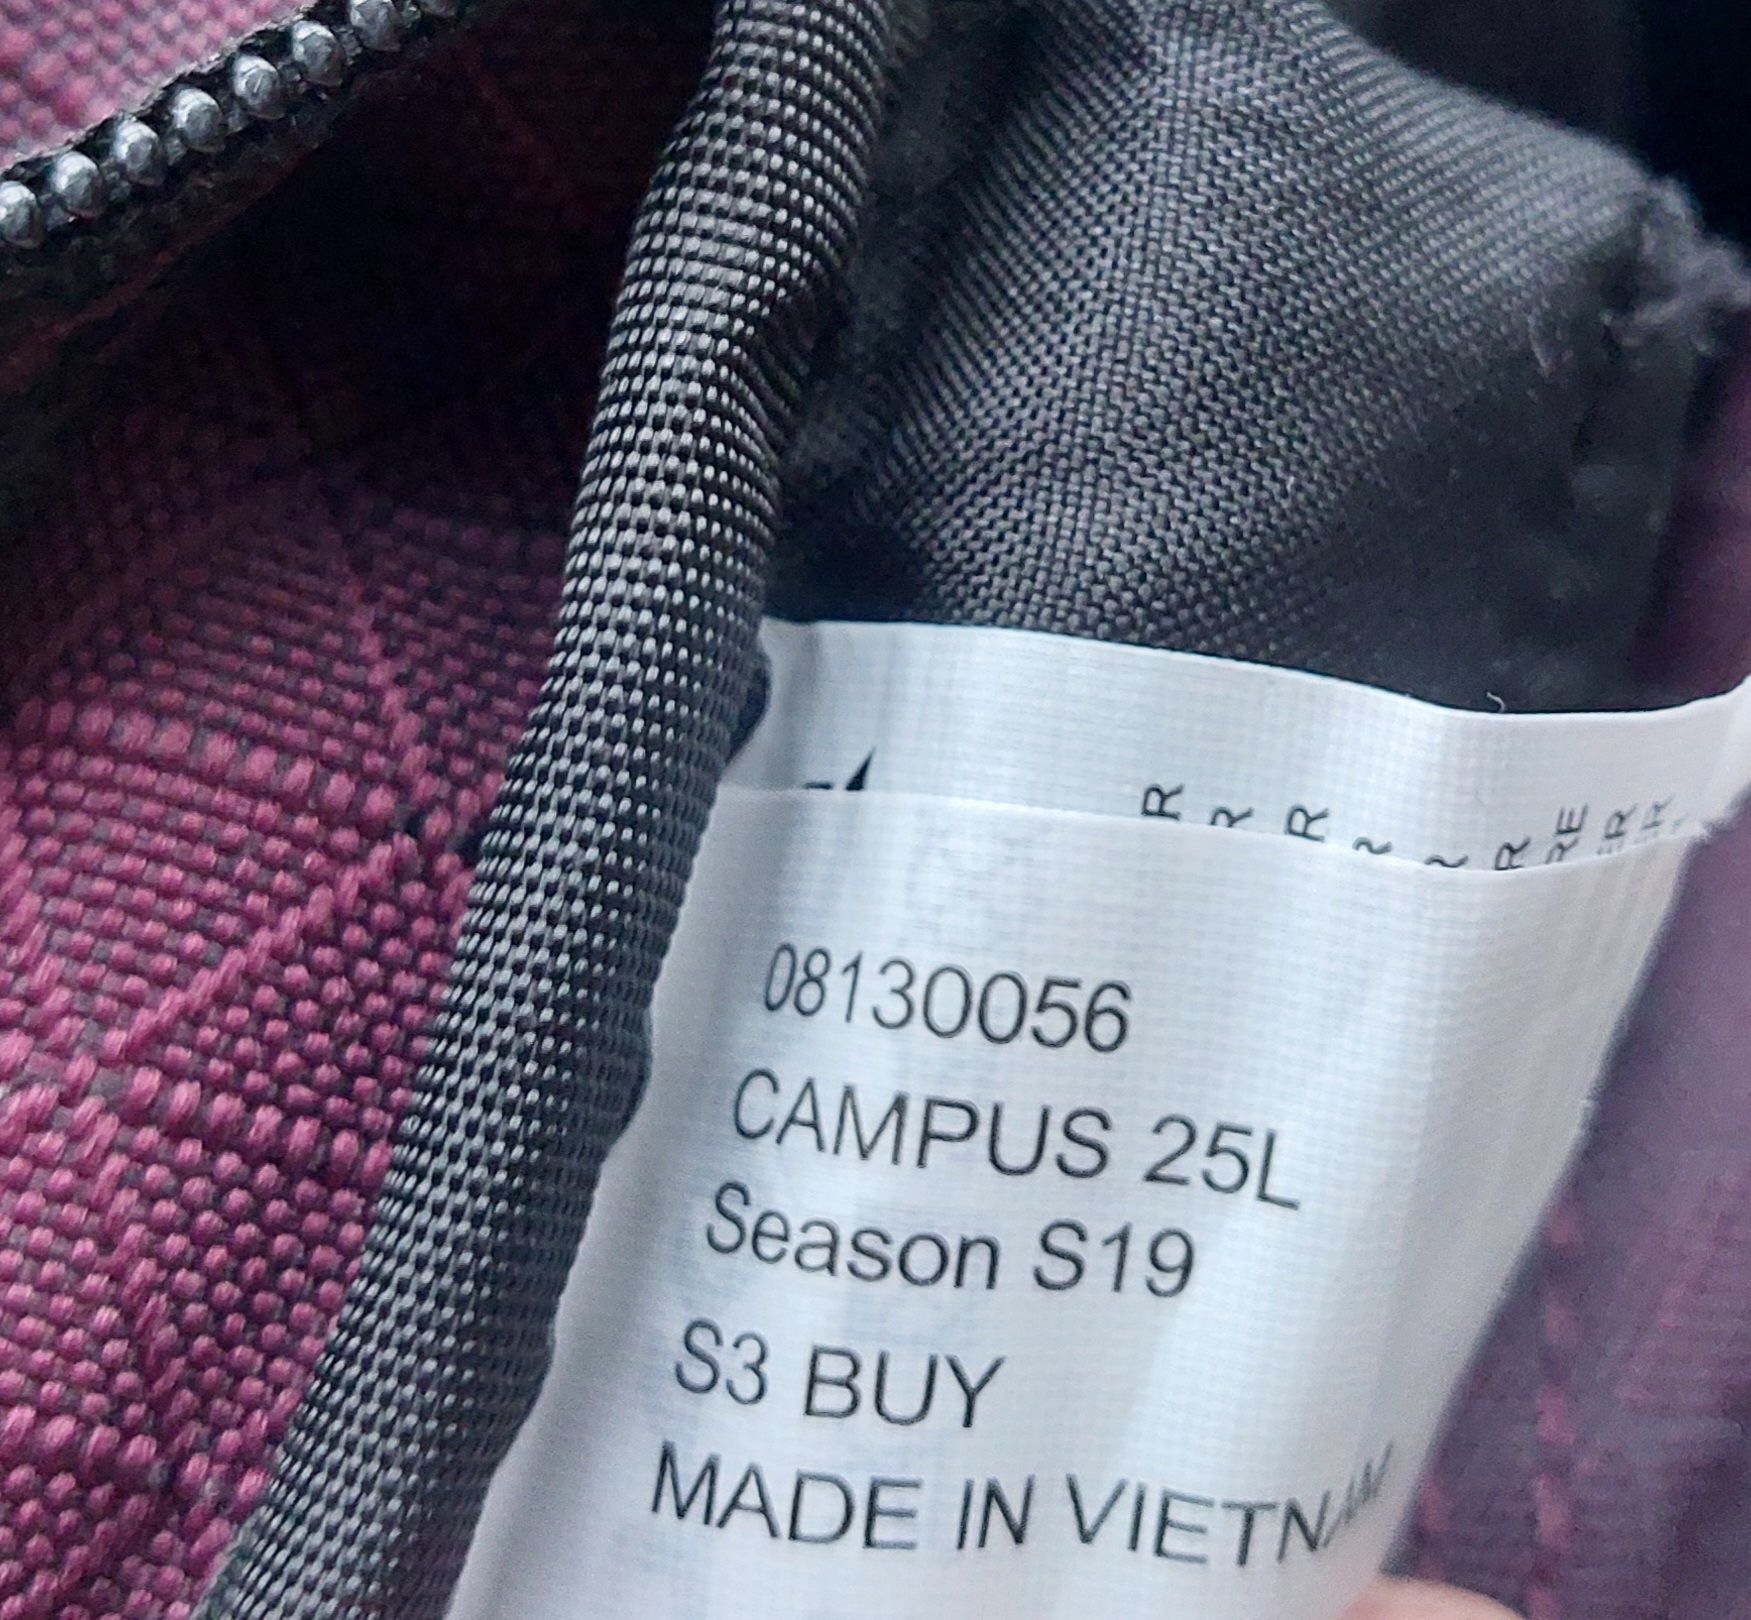 08130056
CAMPUS 25L
Season S19
S3 BUY
MADE IN VIETNAM